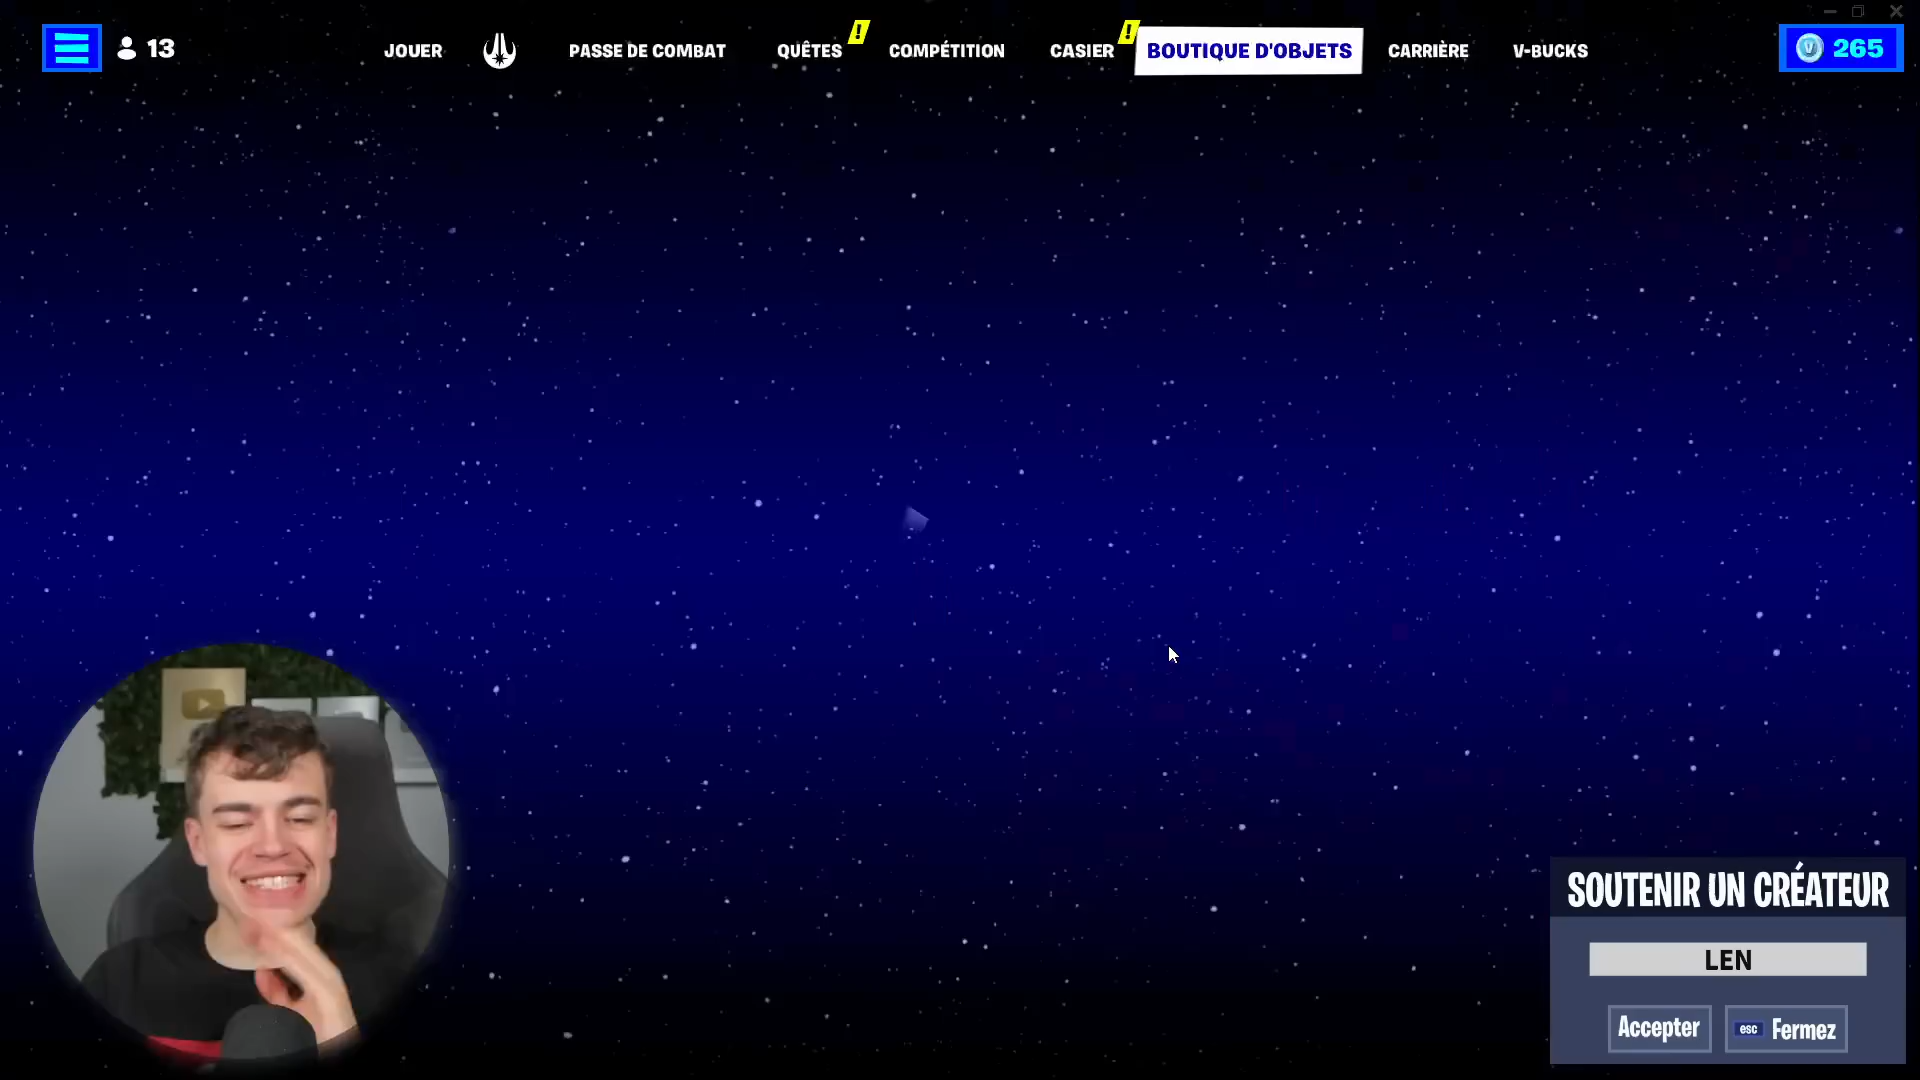 13
JOUER
PASSE DE COMBAT
QUÊTES
!
COMPÉTITION
CASIER
!
BOUTIQUE D'OBJETS
CARRIÈRE
V-BUCKS
V
265
SOUTENIR UN CRÉATEUR
LEN
Accepter
esc Fermez